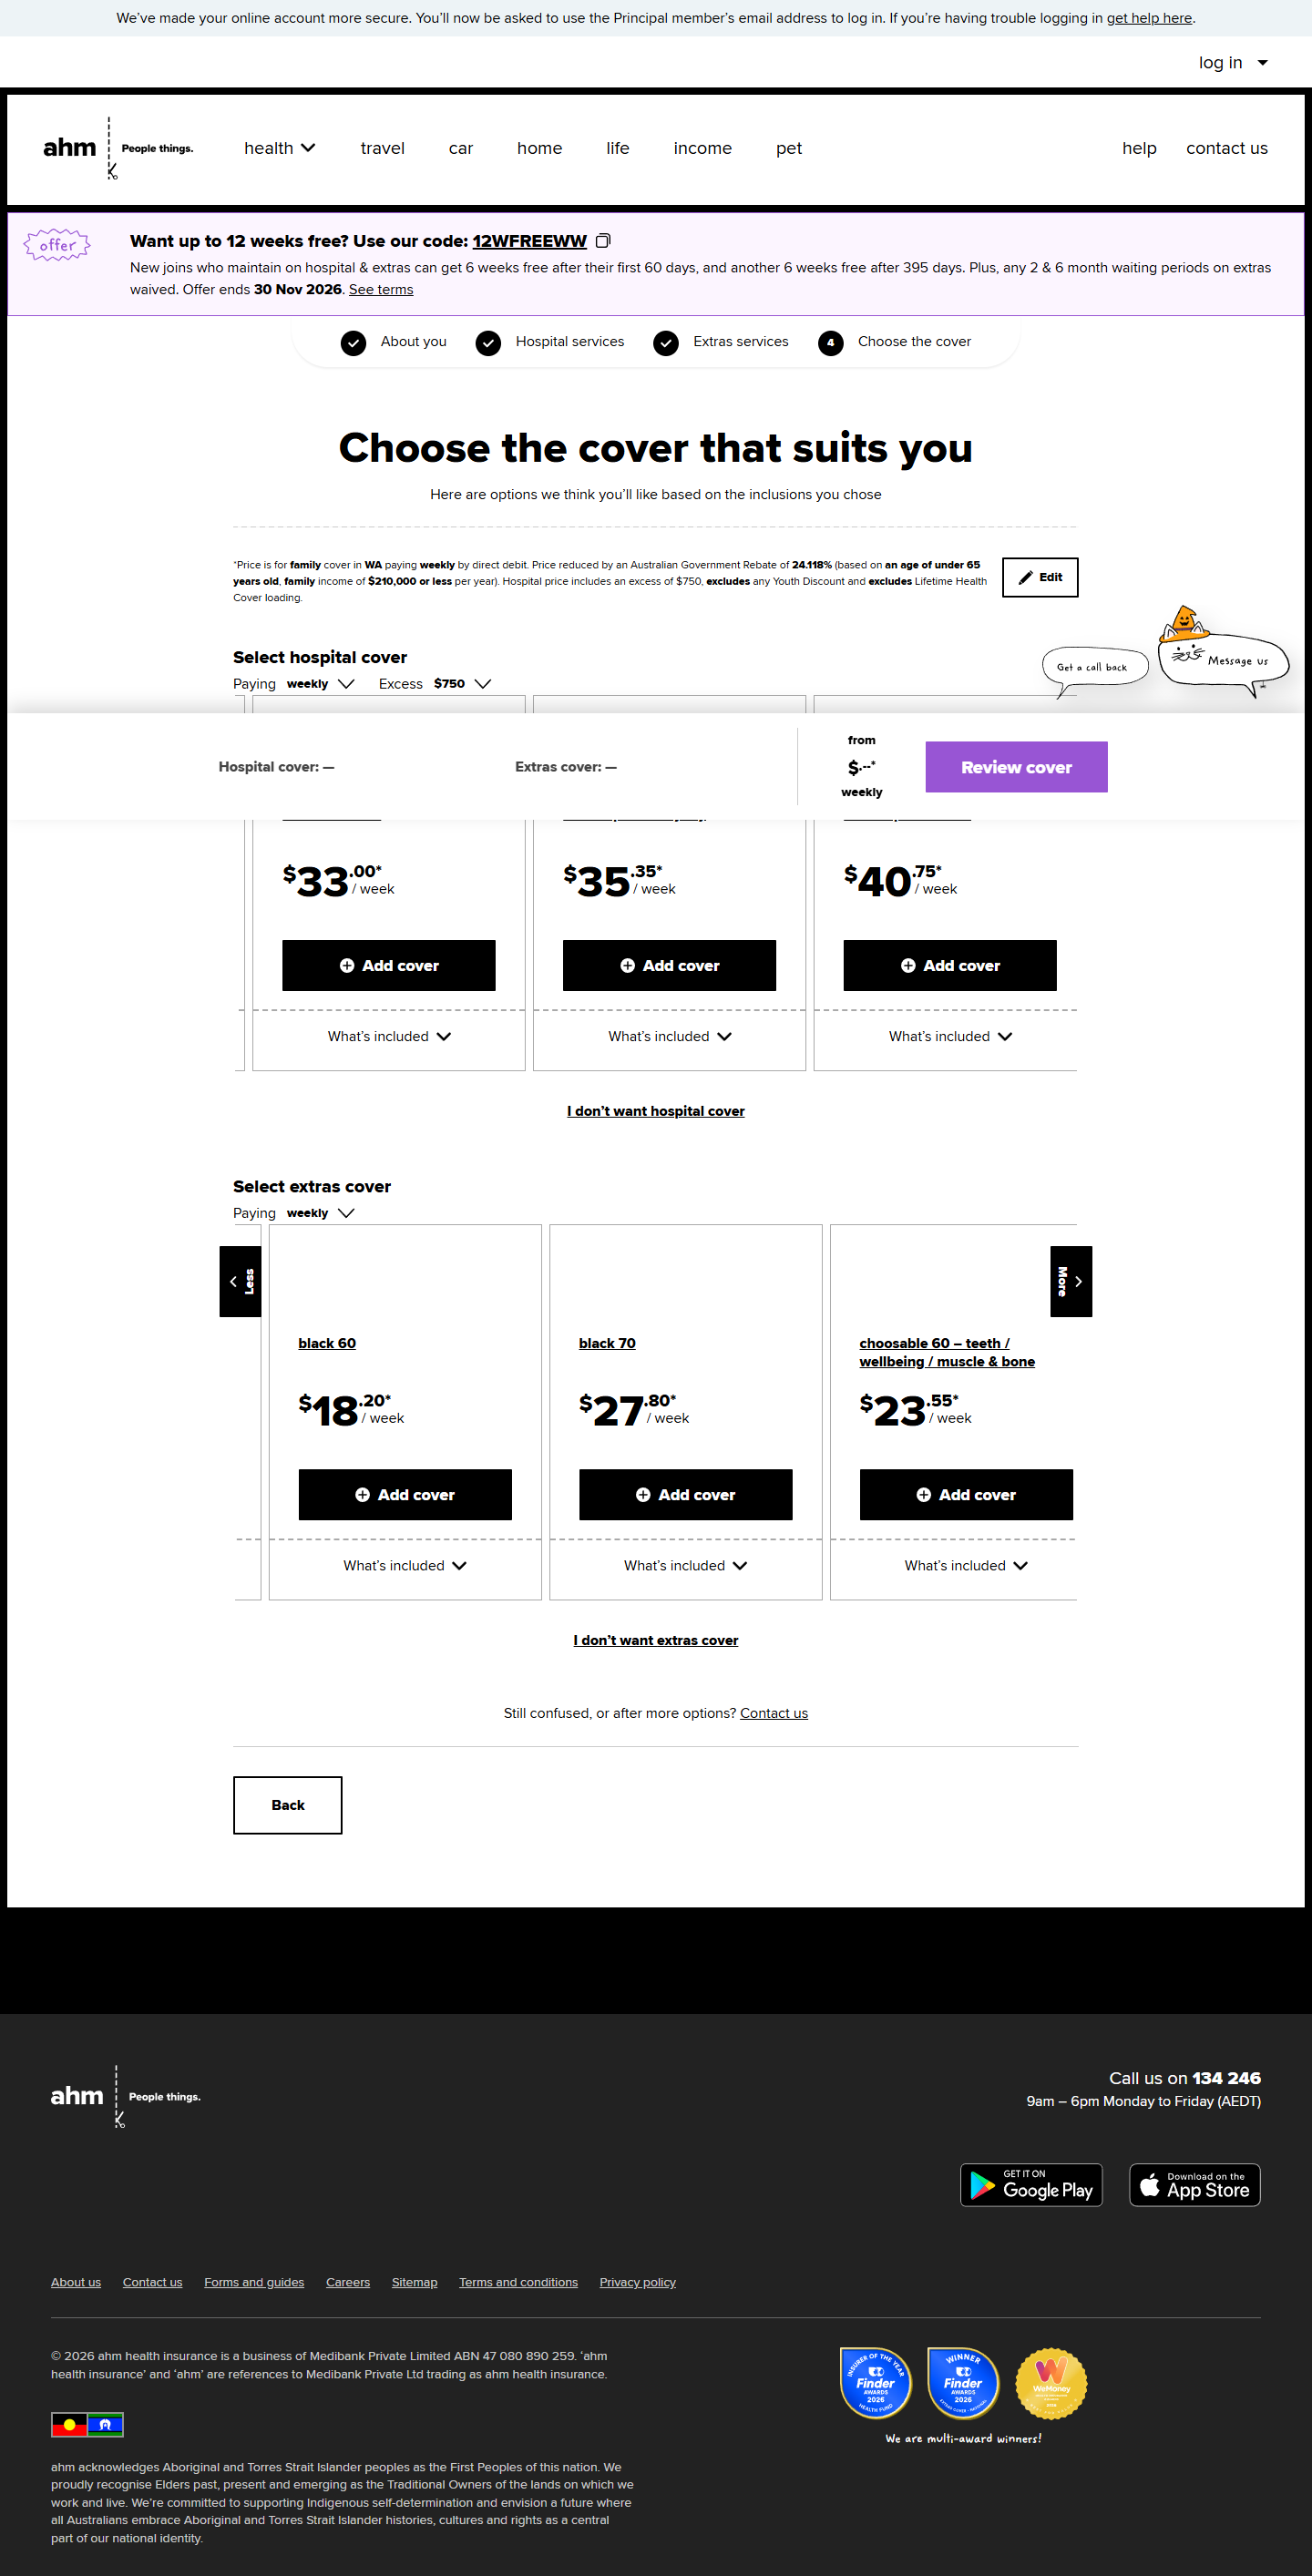 We've made your online account more secure. You'll now be asked to use the Principal member's email address to log in. If you're having trouble logging in get help here.
log in
ahm People things.
health travel car home life income pet help contact us
offer
Want up to 12 weeks free? Use our code: 12WFREEWW
New joins who maintain on hospital & extras can get 6 weeks free after their first 60 days, and another 6 weeks free after 395 days. Plus, any 2 & 6 month waiting periods on extras
waived. Offer ends 30 Nov 2026. See terms
About you Hospital services Extras services 4 Choose the cover
Choose the cover that suits you
Here are options we think you'll like based on the inclusions you chose
*Price is for family cover in WA paying weekly by direct debit. Price reduced by an Australian Government Rebate of 24.118% (based on an age of under 65
years old, family income of $210,000 or less per year). Hospital price includes an excess of $750, excludes any Youth Discount and excludes Lifetime Health
Cover loading.
Edit
Select hospital cover
Get a call back
Message us
Paying weekly Excess $750
from
Hospital cover: — Extras cover: — $.--* Review cover
weekly
$33.00* / week $35.35* / week $40.75* / week
Add cover Add cover Add cover
What's included What's included What's included
I don't want hospital cover
Select extras cover
Paying weekly
Less More
black 60 black 70 choosable 60 – teeth /
wellbeing / muscle & bone
$18.20* / week $27.80* / week $23.55* / week
Add cover Add cover Add cover
What's included What's included What's included
I don't want extras cover
Still confused, or after more options? Contact us
Back
ahm People things.
Call us on 134 246
9am – 6pm Monday to Friday (AEDT)
GET IT ON
Google Play
Download on the
App Store
About us Contact us Forms and guides Careers Sitemap Terms and conditions Privacy policy
© 2026 ahm health insurance is a business of Medibank Private Limited ABN 47 080 890 259. 'ahm
health insurance' and 'ahm' are references to Medibank Private Ltd trading as ahm health insurance.
INSURER OF THE YEAR
Finder
AWARDS
2026
HEALTH FUND
WINNER
Finder
AWARDS
2026
WeMoney
We are multi-award winners!
ahm acknowledges Aboriginal and Torres Strait Islander peoples as the First Peoples of this nation. We
proudly recognise Elders past, present and emerging as the Traditional Owners of the lands on which we
work and live. We're committed to supporting Indigenous self-determination and envision a future where
all Australians embrace Aboriginal and Torres Strait Islander histories, cultures and rights as a central
part of our national identity.